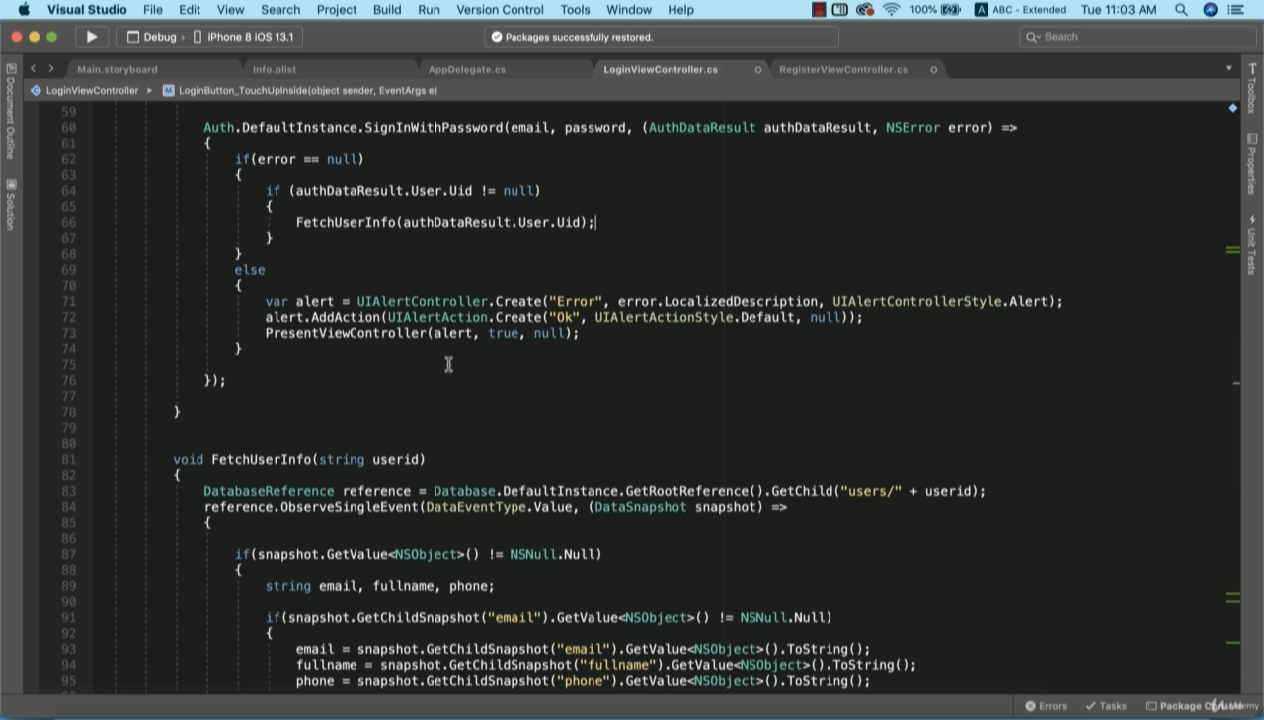 Visual Studio File Edit View Search Project Build Run Version Control Tools Window Help 100% ABC - Extended Tue 11:03 AM
Debug › iPhone 8 iOS 13.1 Packages successfully restored. Search
Main.storyboard Info.plist AppDelegate.cs LoginViewController.cs RegisterViewController.cs
LoginViewController ▸ M LoginButton_TouchUpInside(object sender, EventArgs e)
Document Outline
Solution
Toolbox
Properties
Unit Tests
59
60 Auth.DefaultInstance.SignInWithPassword(email, password, (AuthDataResult authDataResult, NSError error) =>
61 {
62 if(error == null)
63 {
64 if (authDataResult.User.Uid != null)
65 {
66 FetchUserInfo(authDataResult.User.Uid);
67 }
68 }
69 else
70 {
71 var alert = UIAlertController.Create("Error", error.LocalizedDescription, UIAlertControllerStyle.Alert);
72 alert.AddAction(UIAlertAction.Create("Ok", UIAlertActionStyle.Default, null));
73 PresentViewController(alert, true, null);
74 }
75
76 });
77
78 }
79
80
81 void FetchUserInfo(string userid)
82 {
83 DatabaseReference reference = Database.DefaultInstance.GetRootReference().GetChild("users/" + userid);
84 reference.ObserveSingleEvent(DataEventType.Value, (DataSnapshot snapshot) =>
85 {
86
87 if(snapshot.GetValue<NSObject>() != NSNull.Null)
88 {
89 string email, fullname, phone;
90
91 if(snapshot.GetChildSnapshot("email").GetValue<NSObject>() != NSNull.Null)
92 {
93 email = snapshot.GetChildSnapshot("email").GetValue<NSObject>().ToString();
94 fullname = snapshot.GetChildSnapshot("fullname").GetValue<NSObject>().ToString();
95 phone = snapshot.GetChildSnapshot("phone").GetValue<NSObject>().ToString();
Errors Tasks Package